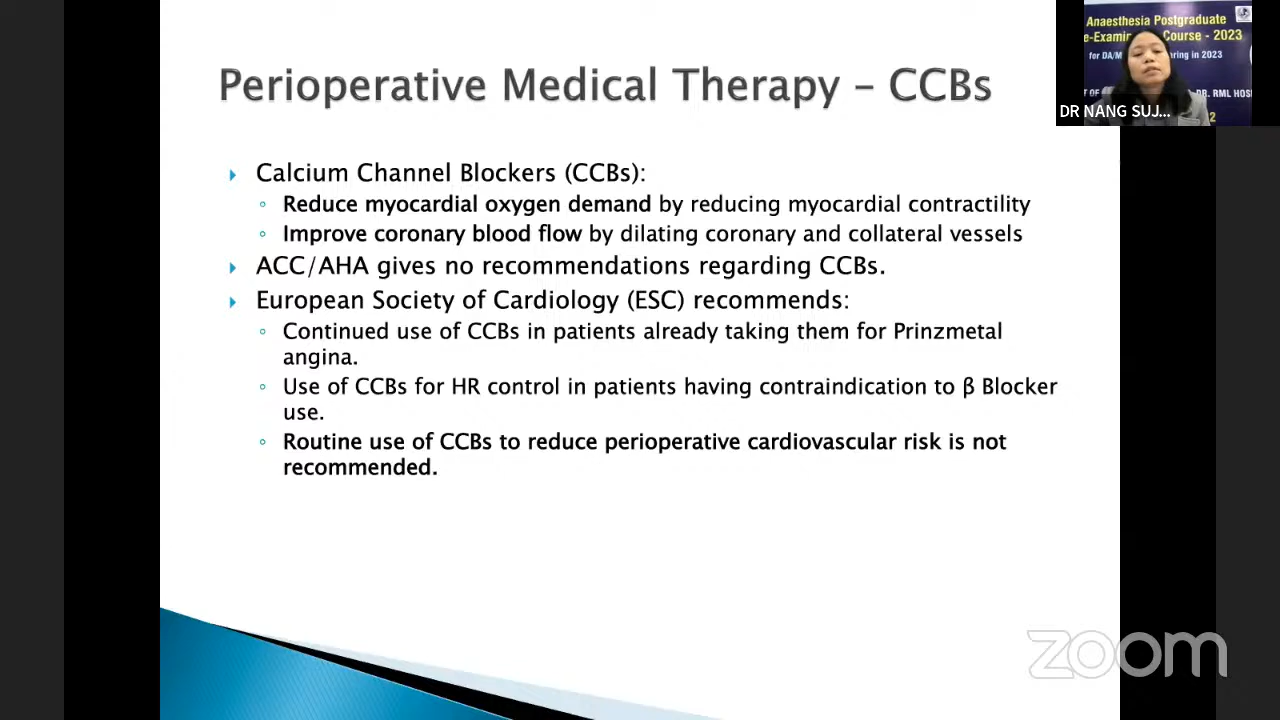 Perioperative Medical Therapy – CCBs
Calcium Channel Blockers (CCBs):
Reduce myocardial oxygen demand by reducing myocardial contractility
Improve coronary blood flow by dilating coronary and collateral vessels
ACC/AHA gives no recommendations regarding CCBs.
European Society of Cardiology (ESC) recommends:
Continued use of CCBs in patients already taking them for Prinzmetal
angina.
Use of CCBs for HR control in patients having contraindication to β Blocker
use.
Routine use of CCBs to reduce perioperative cardiovascular risk is not
recommended.
Anaesthesia Postgraduate
Course - 2023
for DA/M
aring in 2023
DR. RML HOS
DR NANG SUJ...
zoom